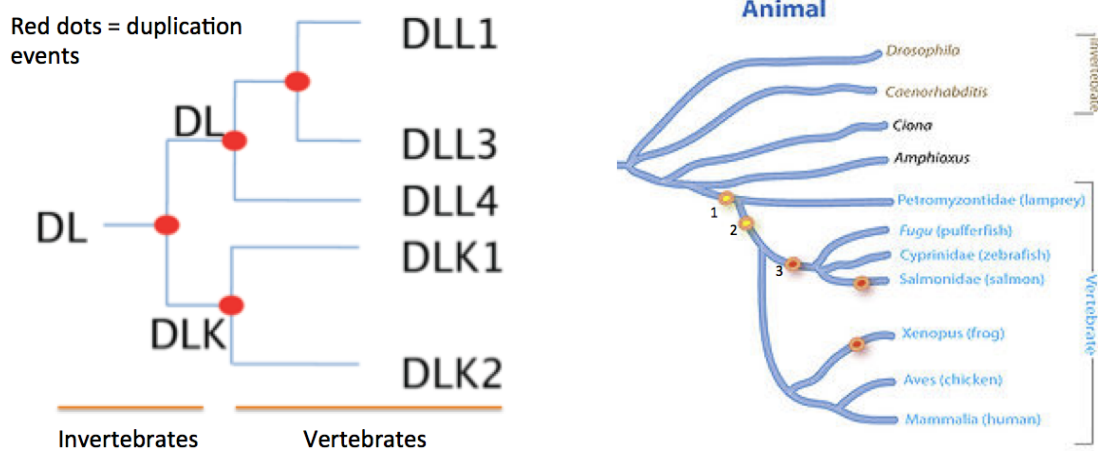 Red dots = duplication
events
DL
DL
DLK
DLL1
DLL3
DLL4
DLK1
DLK2
Invertebrates
Vertebrates
Animal
Drosophila
Caenorhabditis
Ciona
Amphioxus
Petromyzontidae (lamprey)
Fugu (pufferfish)
Cyprinidae (zebrafish)
Salmonidae (salmon)
Xenopus (frog)
Aves (chicken)
Mammalia (human)
1
2
3
Invertebrate
Vertebrate